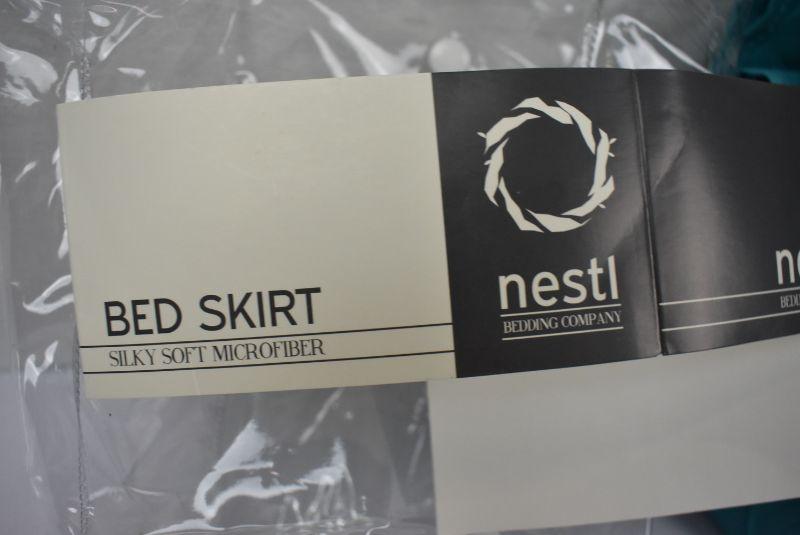 BED SKIRT
SILKY SOFT MICROFIBER
nestl
BEDDING COMPANY